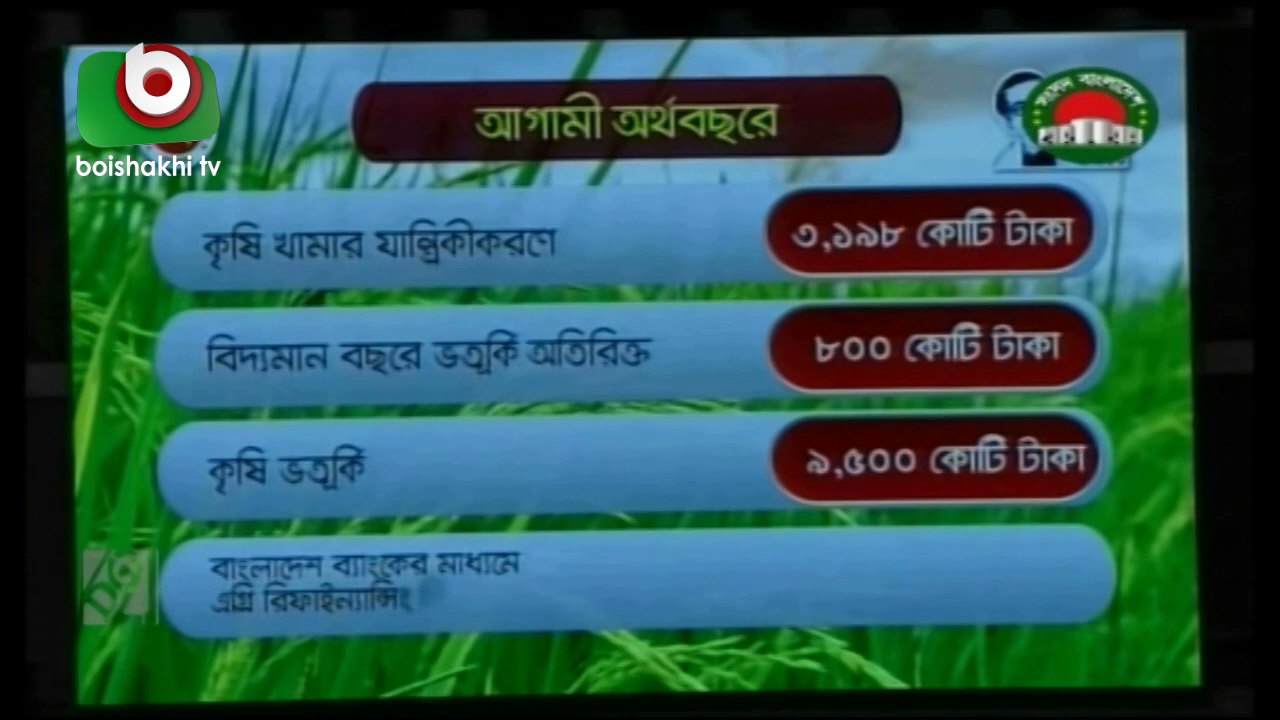 boishakhi tv
আগামী অর্থবছরে
কৃষি খামার যান্ত্রিকীকরণে
৩,১৯৮ কোটি টাকা
বিদ্যমান বছরে ভর্তুকি অতিরিক্ত
৮০০ কোটি টাকা
কৃষি ভর্তুকি
৯,৫০০ কোটি টাকা
বাংলাদেশ ব্যাংকের মাধ্যমে
এগ্রি রিফাইন্যান্সিং